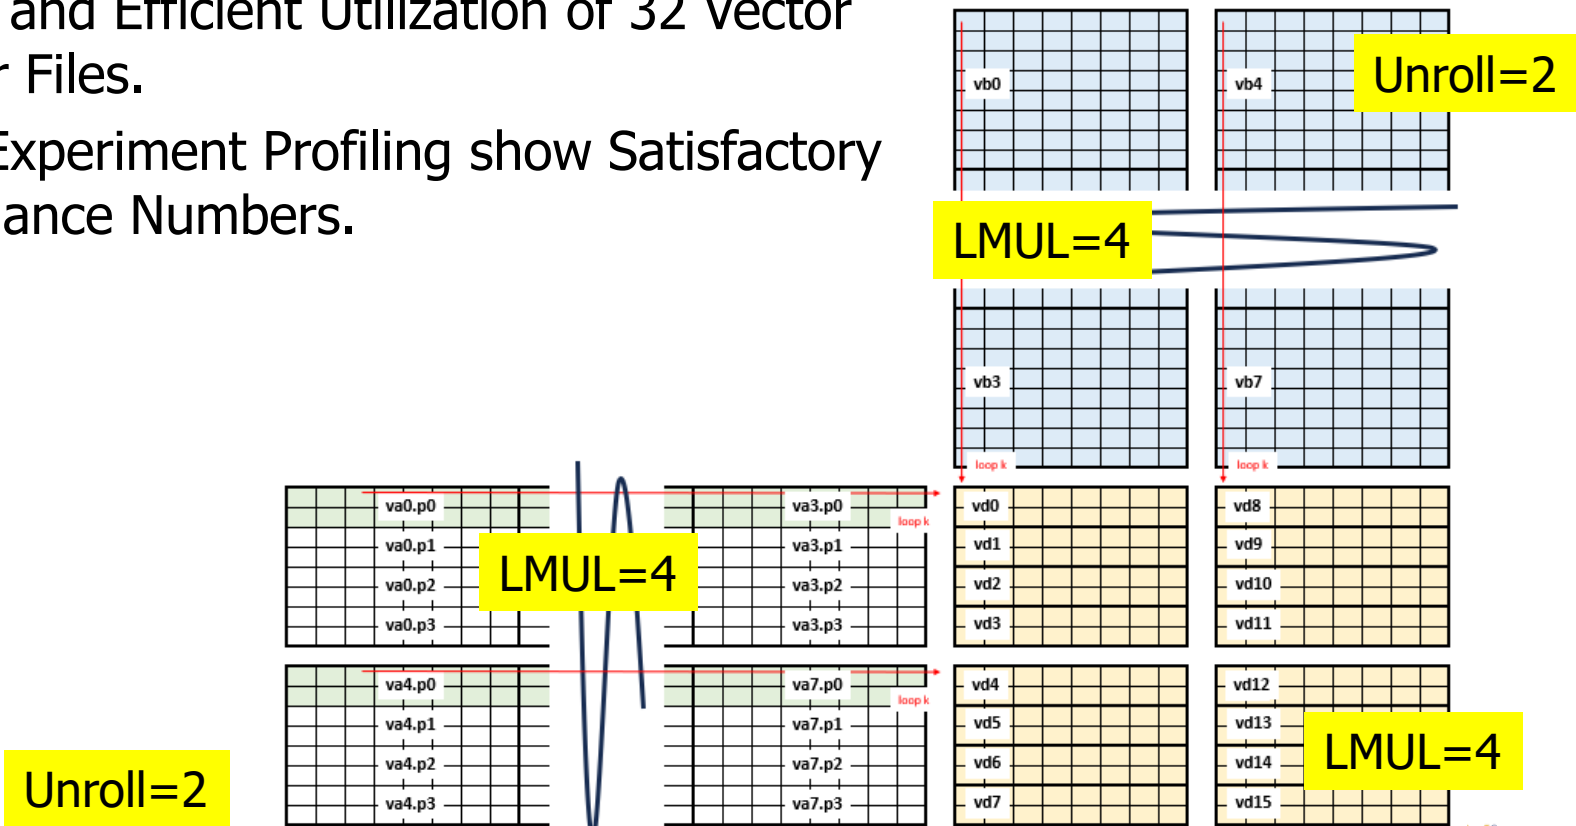 and Efficient Utilization of 32 Vector
r Files.
Experiment Profiling show Satisfactory
ance Numbers.
vb0
vb4
Unroll=2
LMUL=4
vb3
vb7
loop k
loop k
va0.p0
va3.p0
vd0
vd8
loop k
va0.p1
va3.p1
vd1
vd9
LMUL=4
va0.p2
va3.p2
vd2
vd10
va0.p3
va3.p3
vd3
vd11
va4.p0
va7.p0
vd4
vd12
loop k
va4.p1
va7.p1
vd5
vd13
va4.p2
va7.p2
vd6
vd14
LMUL=4
Unroll=2
va4.p3
va7.p3
vd7
vd15